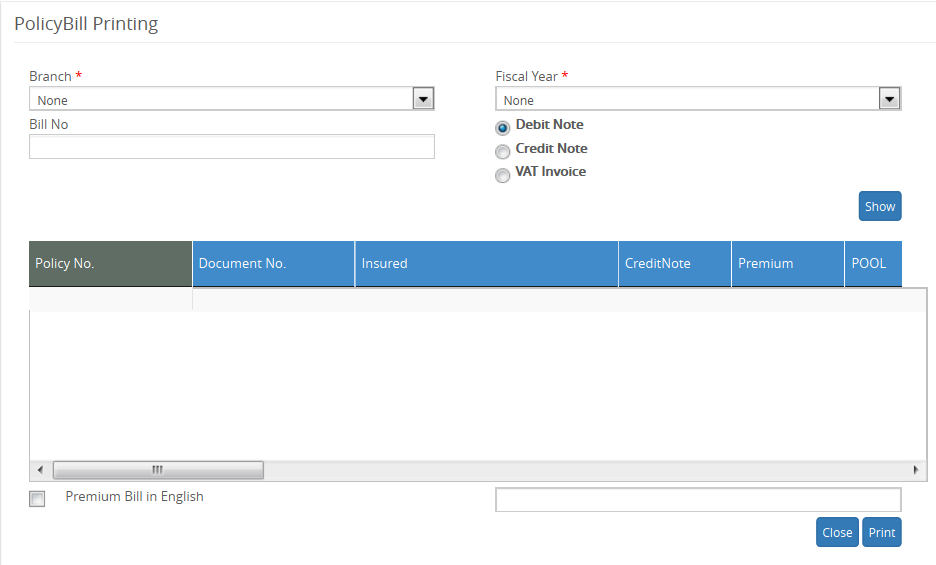 PolicyBill Printing
Branch * Fiscal Year *
None None
Bill No Debit Note
Credit Note
VAT Invoice
Show
Policy No. Document No. Insured CreditNote Premium POOL
Premium Bill in English
Close Print